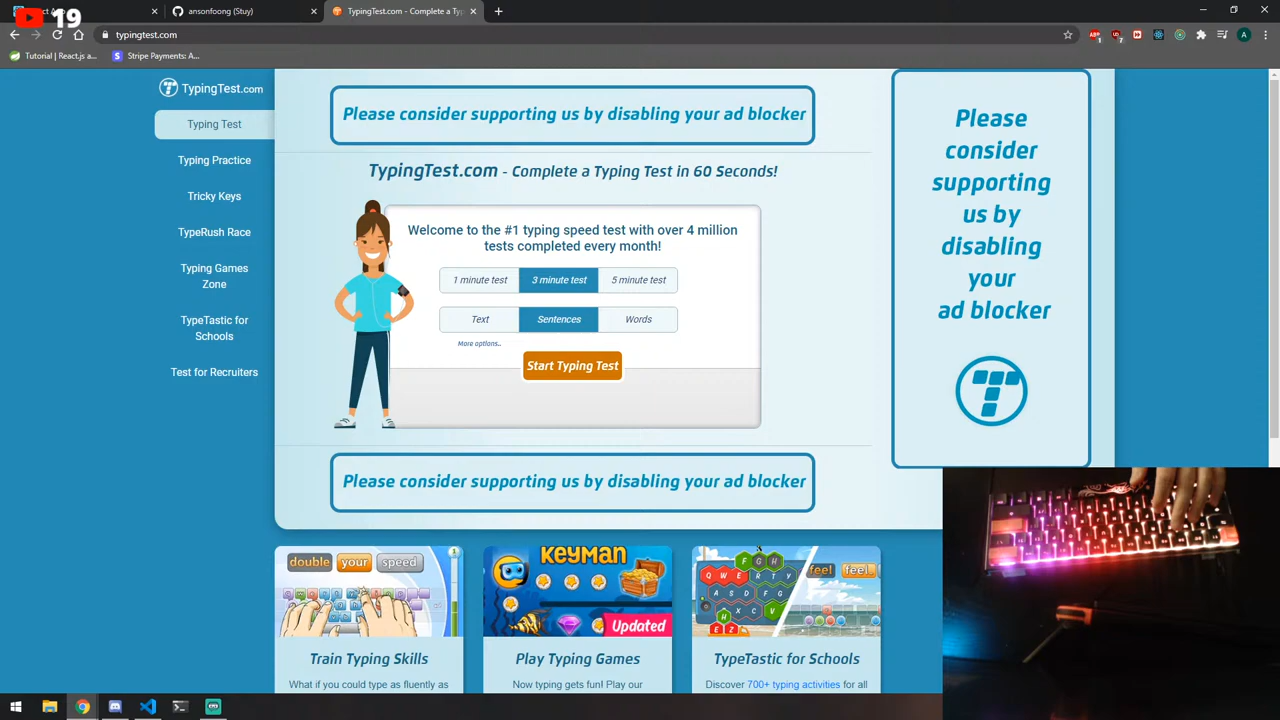 19
ansonfoong (Stuy)
TypingTest.com - Complete a Typ
typingtest.com
A
Tutorial | React.js a...
Stripe Payments: A...
TypingTest.com
Typing Test
Typing Practice
Tricky Keys
TypeRush Race
Typing Games
Zone
TypeTastic for
Schools
Test for Recruiters
Please consider supporting us by disabling your ad blocker
TypingTest.com - Complete a Typing Test in 60 Seconds!
Welcome to the #1 typing speed test with over 4 million
tests completed every month!
1 minute test
3 minute test
5 minute test
Text
Sentences
Words
More options..
Start Typing Test
Please consider supporting us by disabling your ad blocker
Please
consider
supporting
us by
disabling
your
ad blocker
double your speed
KEYMAN
Updated
F G H
Q W E R T Y
A S D F G
H X C V
E Z
feel feel
Train Typing Skills
Play Typing Games
TypeTastic for Schools
What if you could type as fluently as
Now typing gets fun! Play our
Discover 700+ typing activities for all